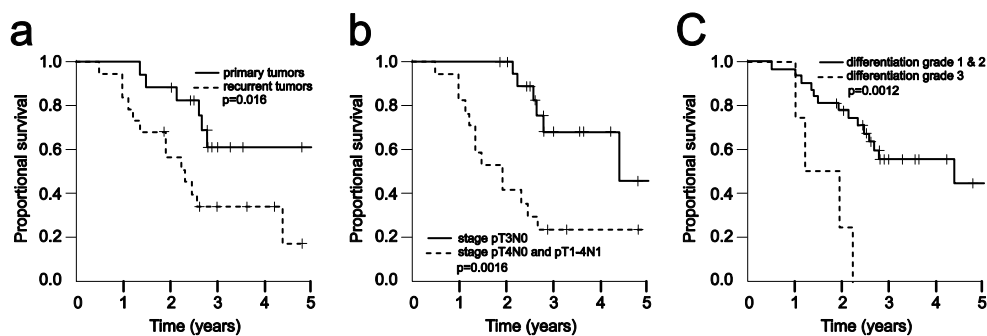 a
1.0
0.8
0.6
0.4
0.2
0.0
Proportional survival
primary tumors
recurrent tumors
p=0.016
0 1 2 3 4 5
Time (years)
b
1.0
0.8
0.6
0.4
0.2
0.0
Proportional survival
stage pT3N0
stage pT4N0 and pT1-4N1
p=0.0016
0 1 2 3 4 5
Time (years)
C
1.0
0.8
0.6
0.4
0.2
0.0
Proportional survival
differentiation grade 1 & 2
differentiation grade 3
p=0.0012
0 1 2 3 4 5
Time (years)